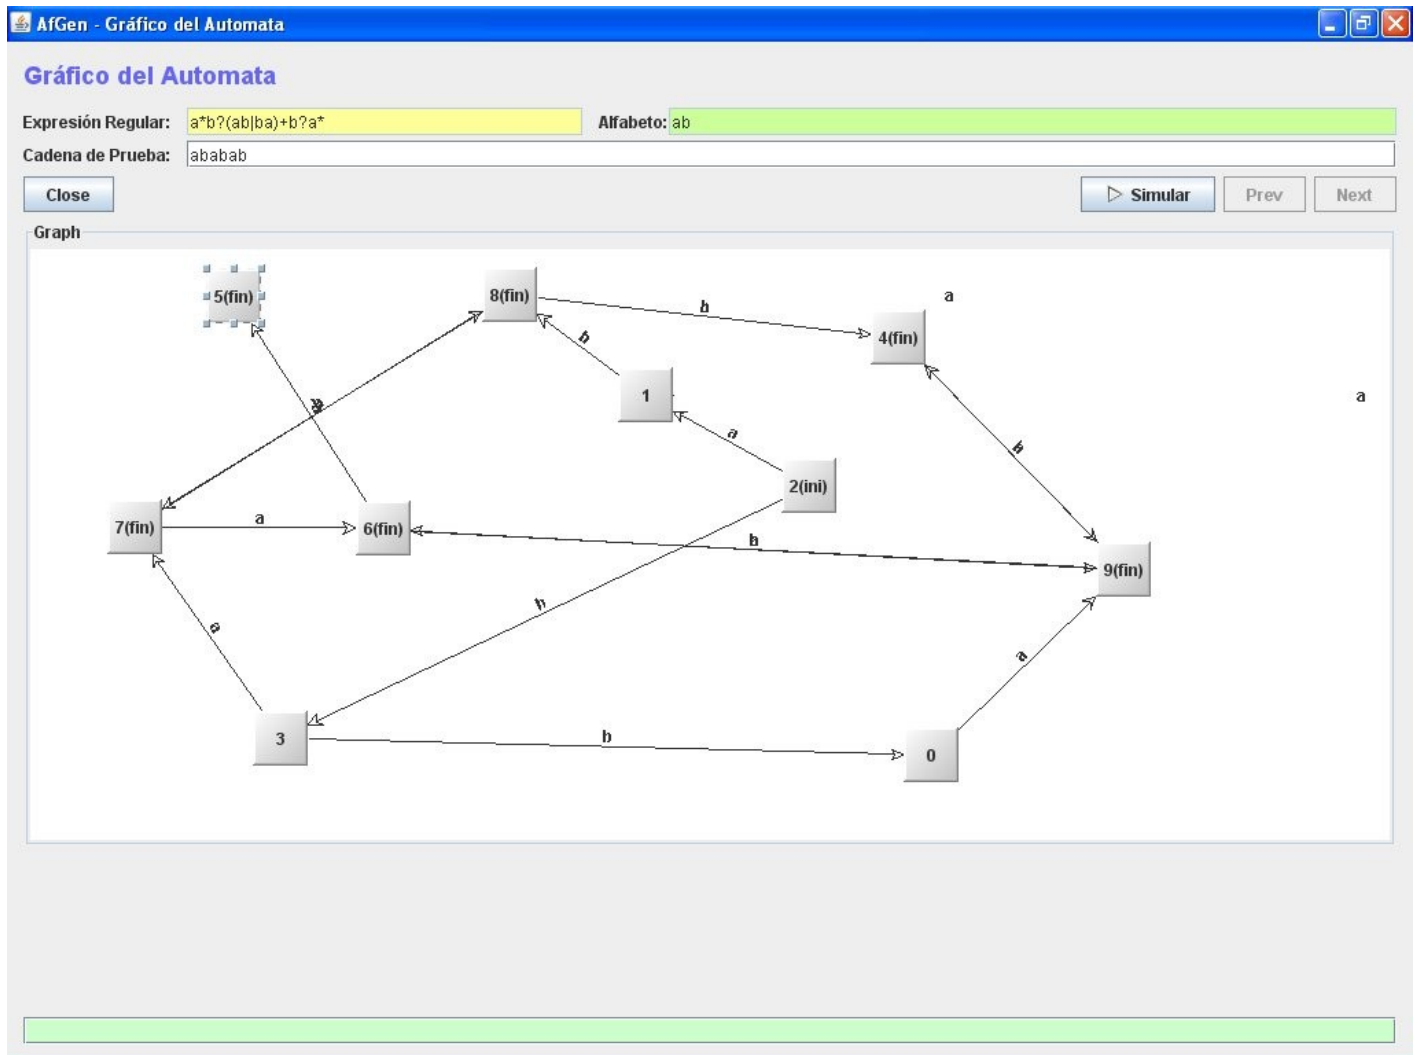 AfGen - Gráfico del Automata
Gráfico del Automata
Expresión Regular: a*b?(ab|ba)+b?a* Alfabeto: ab
Cadena de Prueba: ababab
Close Simular Prev Next
Graph
5(fin)
8(fin)
a
b
4(fin)
b
1
a
a
b
2(ini)
7(fin)
a
6(fin)
b
9(fin)
b
a
a
3
b
0